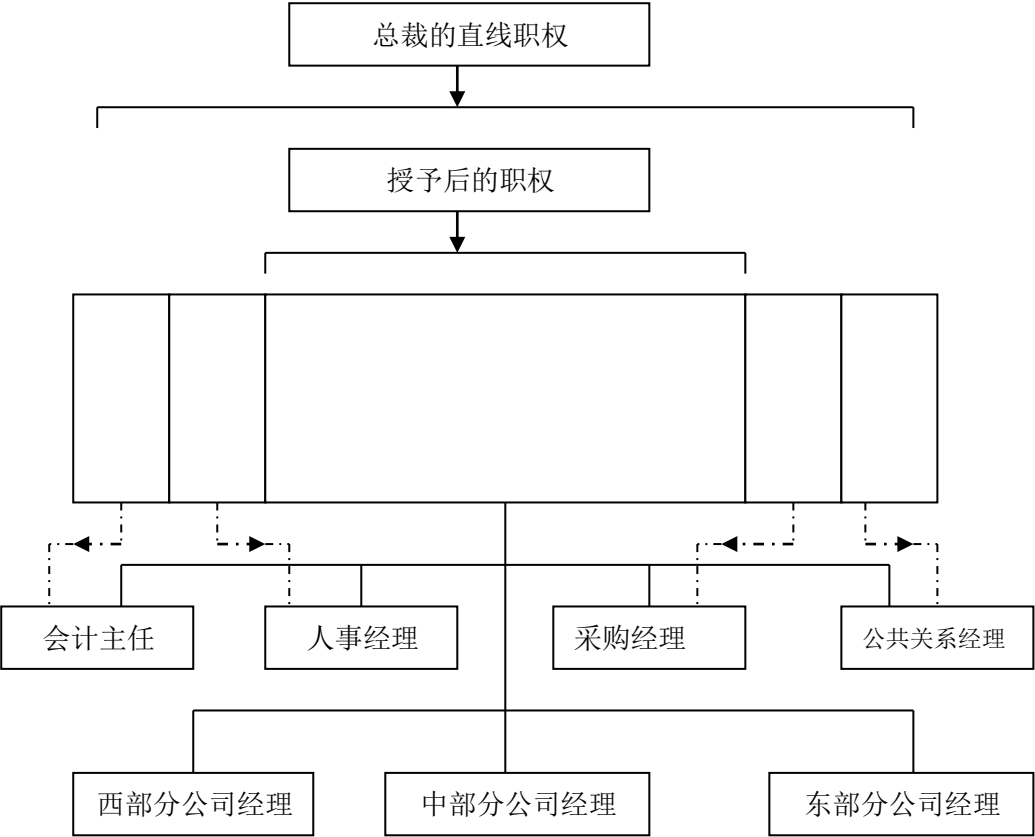 总裁的直线职权
授予后的职权
会计主任
人事经理
采购经理
公共关系经理
西部分公司经理
中部分公司经理
东部分公司经理